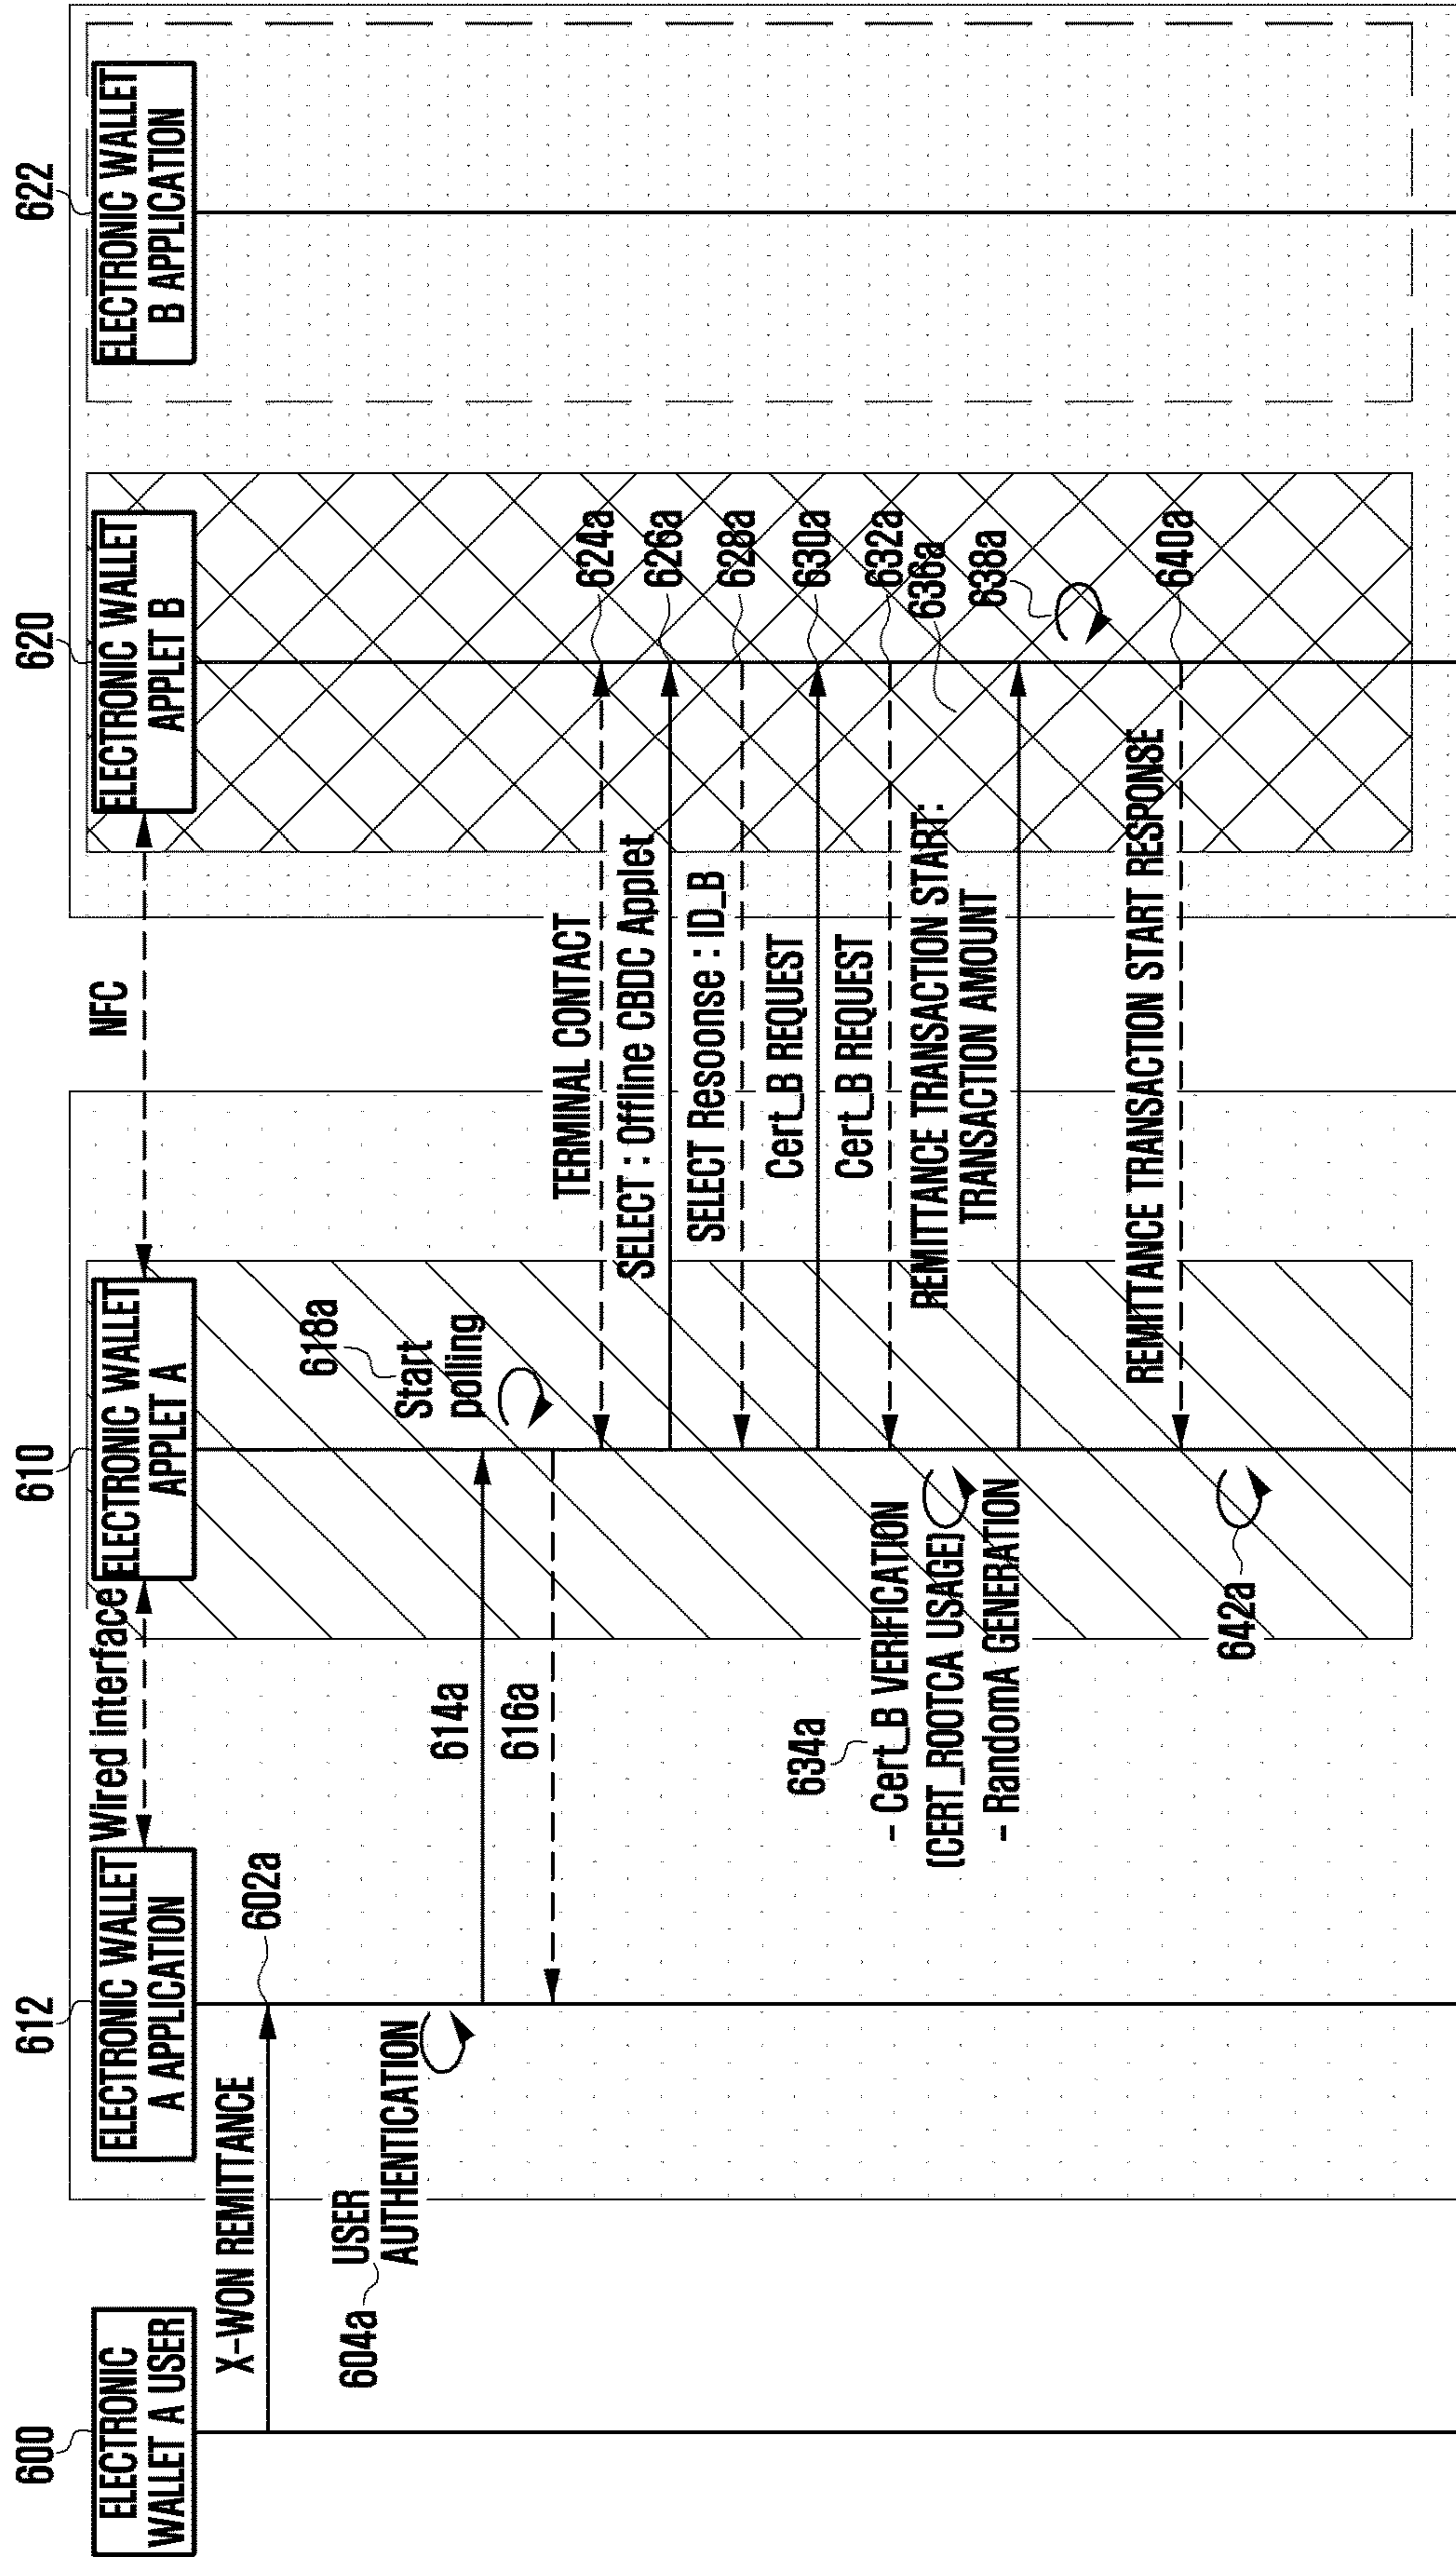 600
ELECTRONIC
WALLET A USER
612
ELECTRONIC WALLET
A APPLICATION
Wired interface
610
ELECTRONIC WALLET
APPLET A
NFC
620
ELECTRONIC WALLET
APPLET B
622
ELECTRONIC WALLET
B APPLICATION
X-WON REMITTANCE
602a
604a
USER
AUTHENTICATION
614a
616a
618a
Start
polling
TERMINAL CONTACT
624a
SELECT : Offline CBDC Applet
626a
SELECT Resoonse : ID_B
628a
Cert_B REQUEST
630a
Cert_B REQUEST
632a
634a
- Cert_B VERIFICATION
(CERT_ROOTCA USAGE)
- RandomA GENERATION
REMITTANCE TRANSACTION START:
TRANSACTION AMOUNT
636a
638a
REMITTANCE TRANSACTION START RESPONSE
640a
642a